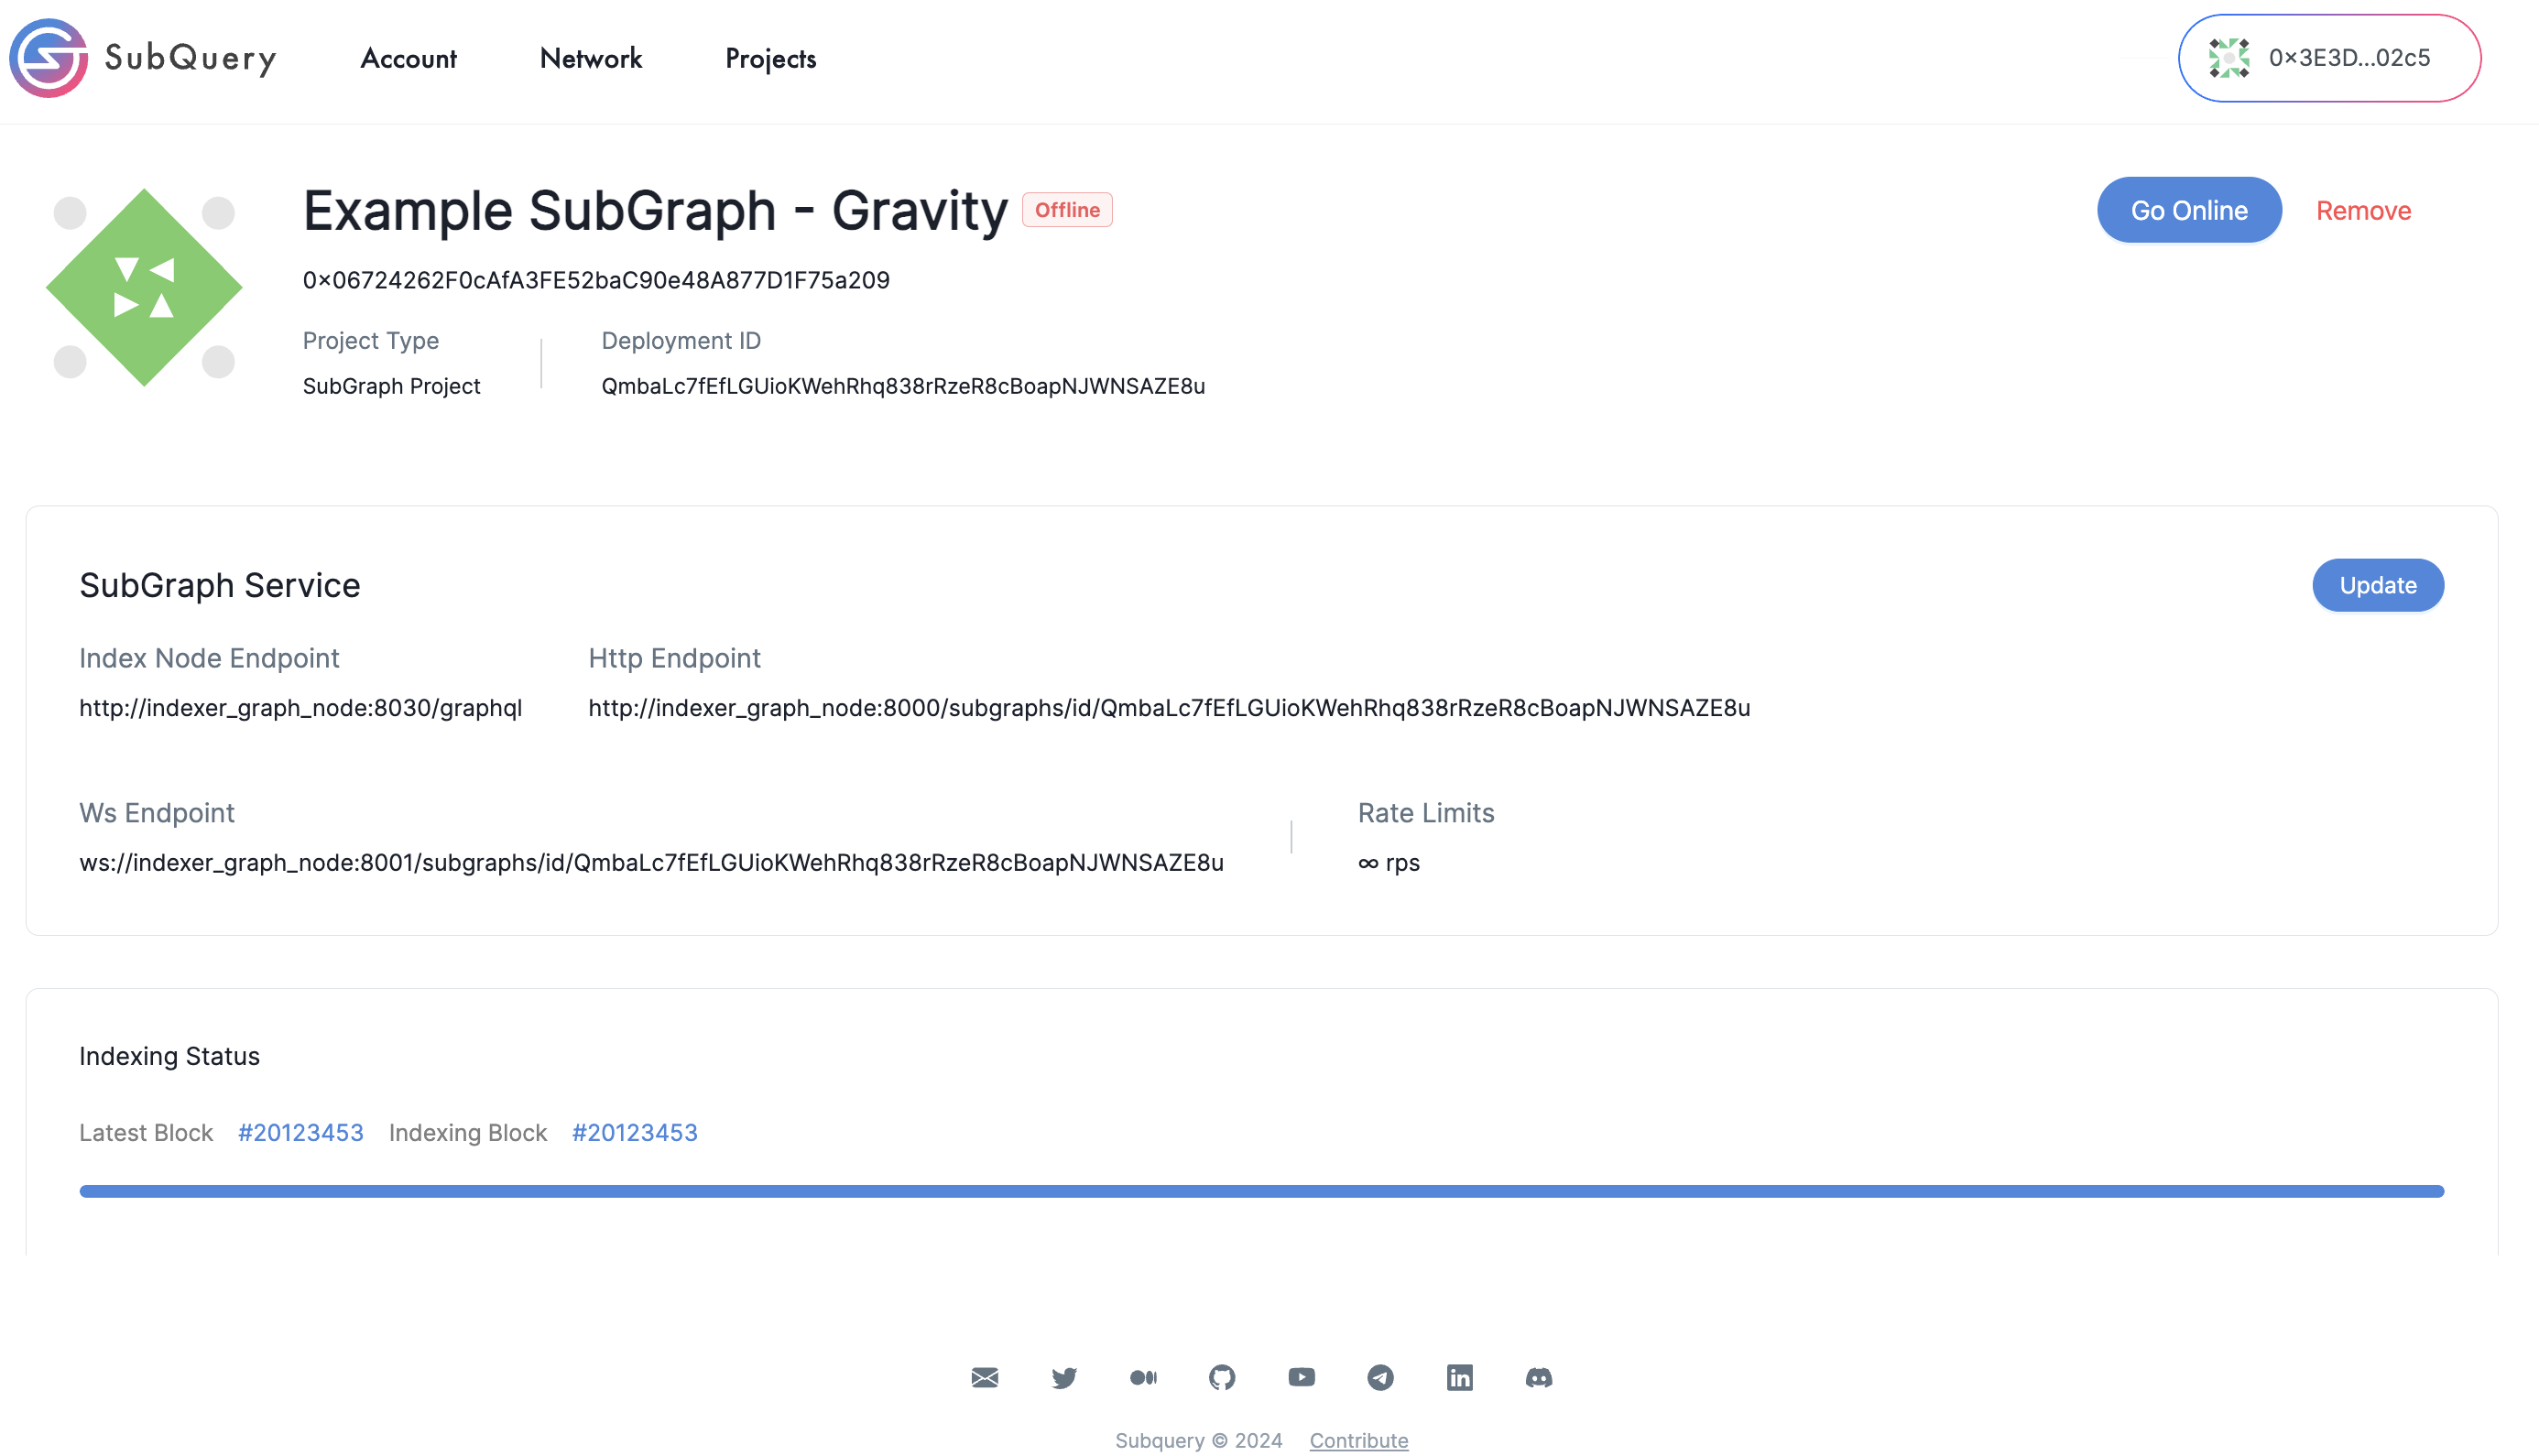 SubQuery Account Network Projects 0x3E3D...02c5
Example SubGraph - Gravity Offline Go Online Remove
0x06724262F0cAfA3FE52baC90e48A877D1F75a209
Project Type Deployment ID
SubGraph Project QmbaLc7fEfLGUioKWehRhq838rRzeR8cBoapNJWNSAZE8u
SubGraph Service Update
Index Node Endpoint Http Endpoint
http://indexer_graph_node:8030/graphql http://indexer_graph_node:8000/subgraphs/id/QmbaLc7fEfLGUioKWehRhq838rRzeR8cBoapNJWNSAZE8u
Ws Endpoint Rate Limits
ws://indexer_graph_node:8001/subgraphs/id/QmbaLc7fEfLGUioKWehRhq838rRzeR8cBoapNJWNSAZE8u ∞ rps
Indexing Status
Latest Block #20123453 Indexing Block #20123453
Subquery © 2024 Contribute